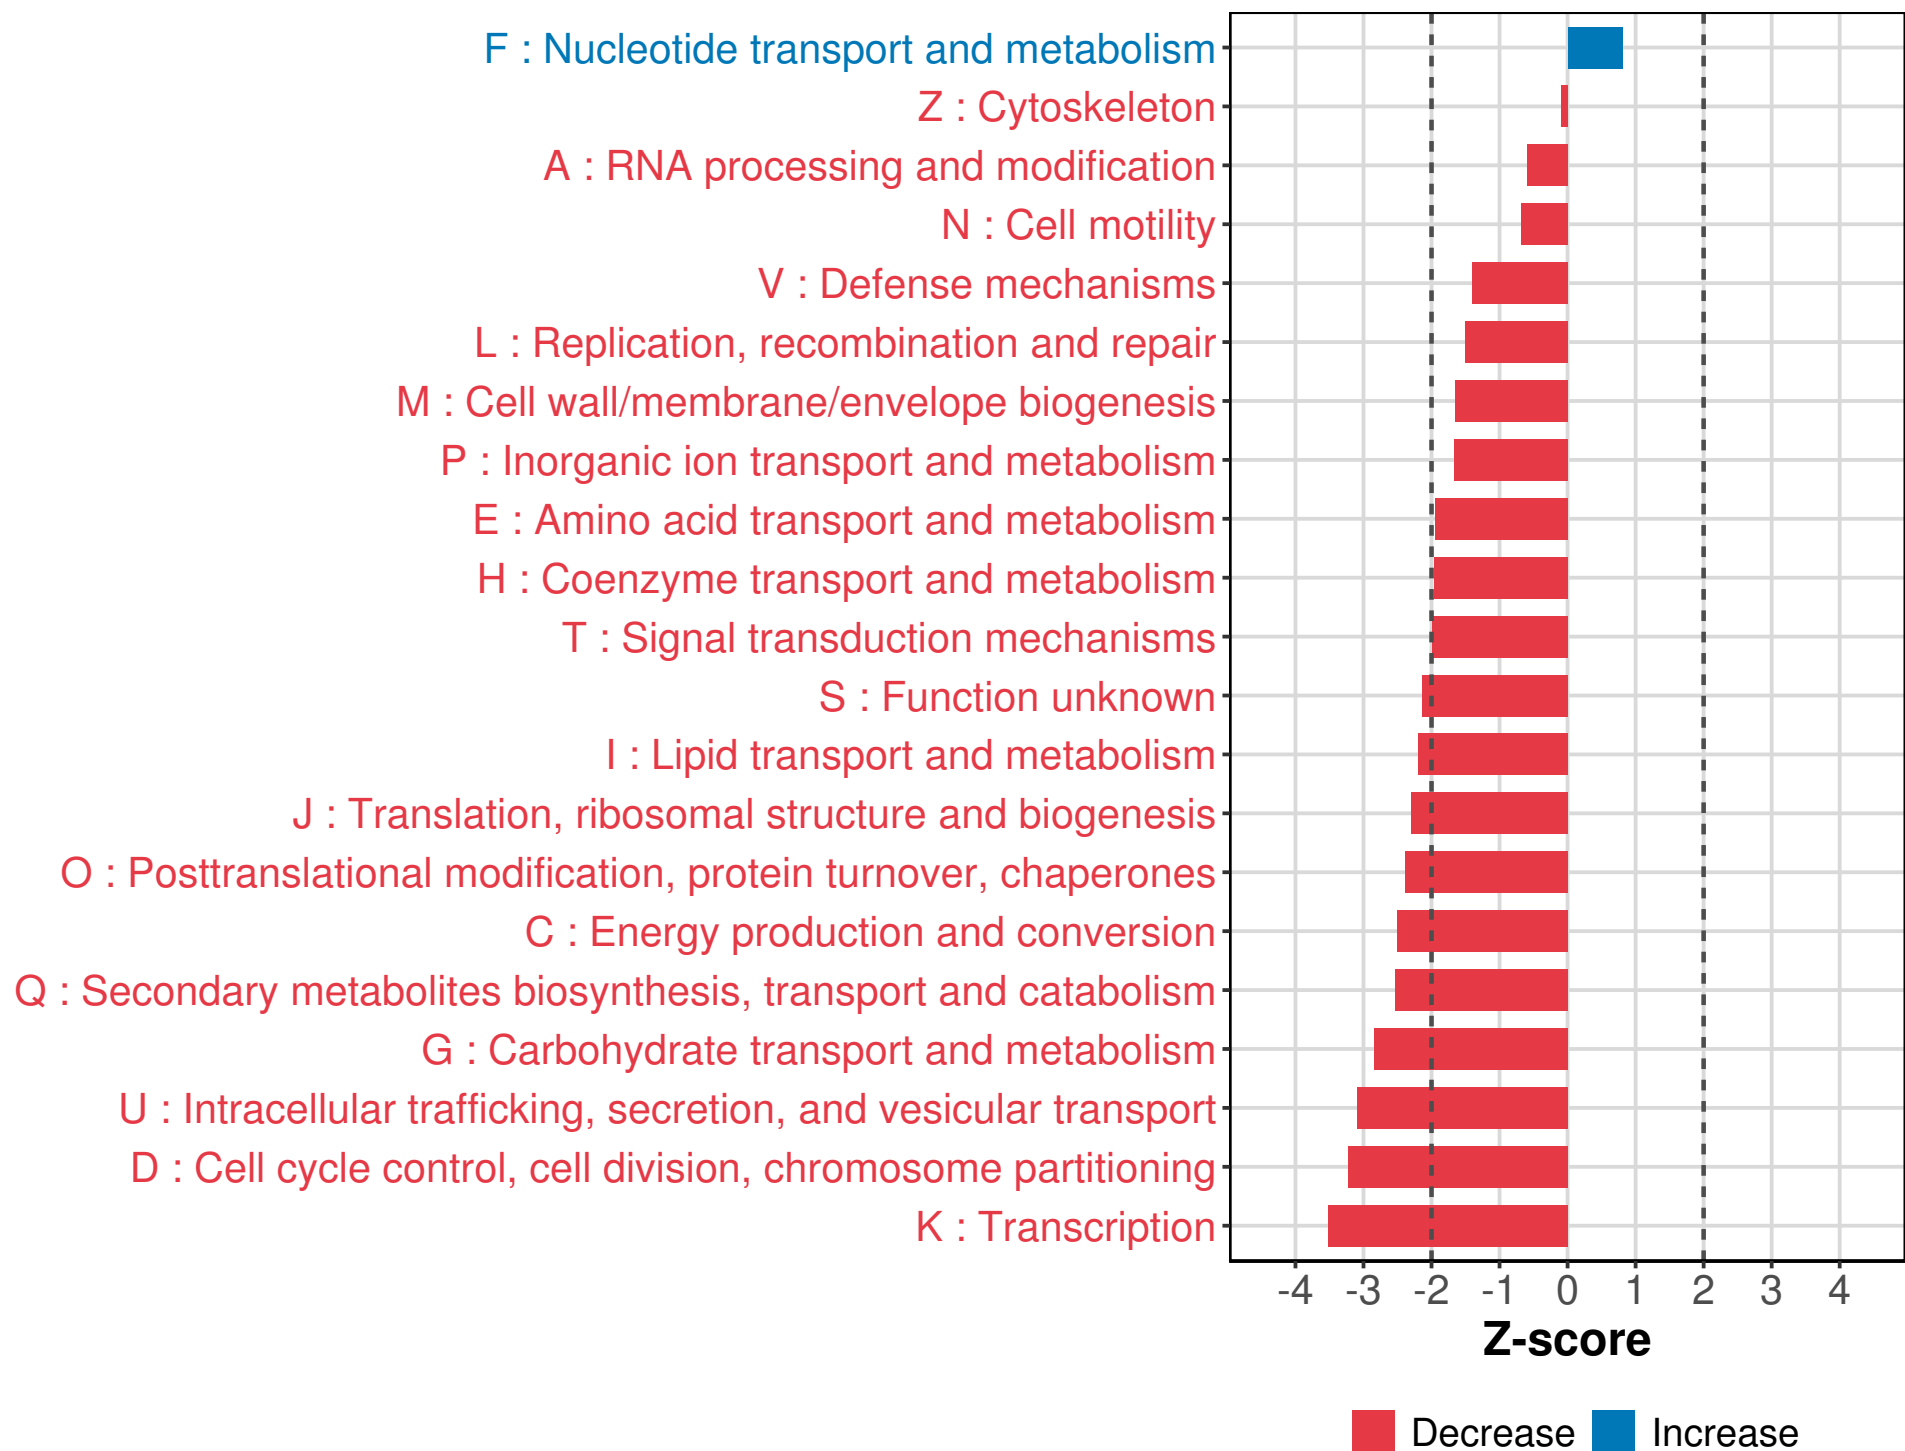 F : Nucleotide transport and metabolism
Z : Cytoskeleton
A : RNA processing and modification
N : Cell motility
V : Defense mechanisms
L : Replication, recombination and repair
M : Cell wall/membrane/envelope biogenesis
P : Inorganic ion transport and metabolism
E : Amino acid transport and metabolism
H : Coenzyme transport and metabolism
T : Signal transduction mechanisms
S : Function unknown
I : Lipid transport and metabolism
J : Translation, ribosomal structure and biogenesis
O : Posttranslational modification, protein turnover, chaperones
C : Energy production and conversion
Q : Secondary metabolites biosynthesis, transport and catabolism
G : Carbohydrate transport and metabolism
U : Intracellular trafficking, secretion, and vesicular transport
D : Cell cycle control, cell division, chromosome partitioning
K : Transcription
-4 -3 -2 -1 0 1 2 3 4
Z-score
Decrease Increase